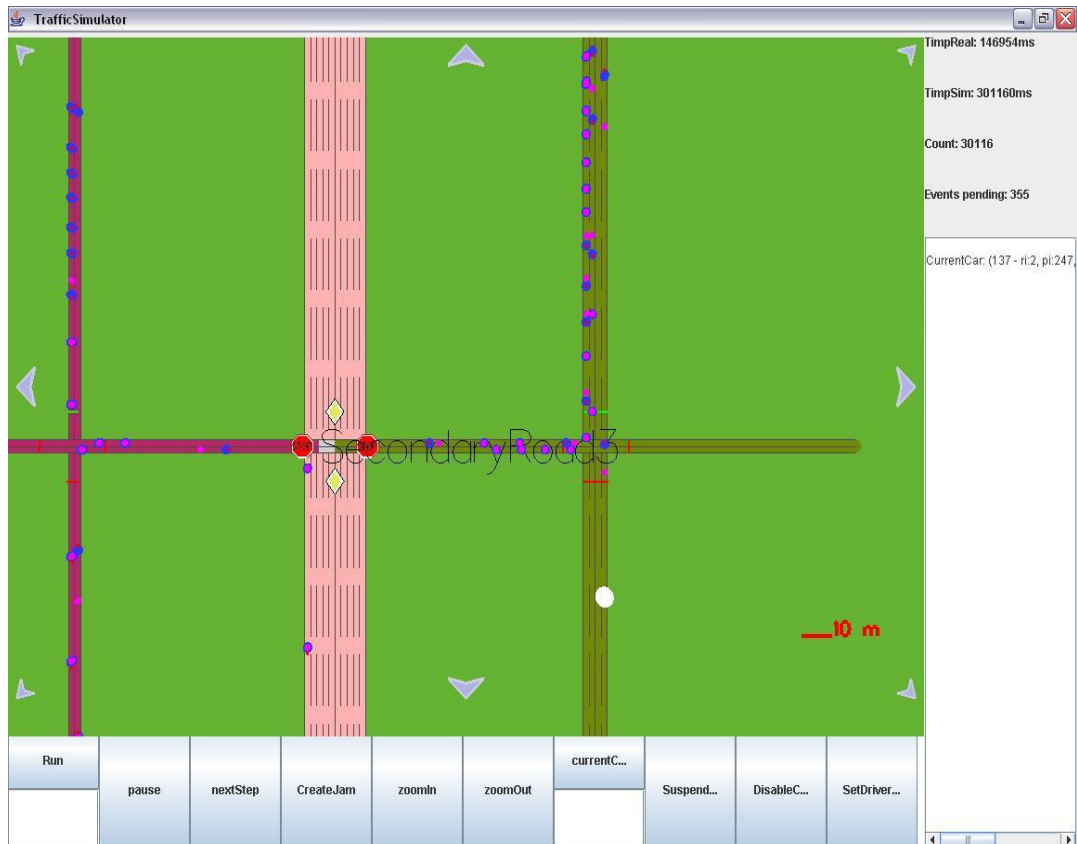 TrafficSimulator
TimpReal: 146954ms
TimpSim: 301160ms
Count: 30116
Events pending: 355
CurrentCar: (137 - ri:2, pi:247,
SecondaryRoad3
10 m
Run
pause
nextStep
CreateJam
zoomIn
zoomOut
currentC...
Suspend...
DisableC...
SetDriver...